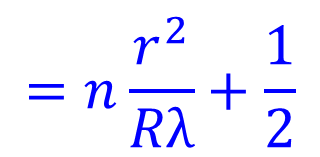 = n r²/Rλ + 1/2